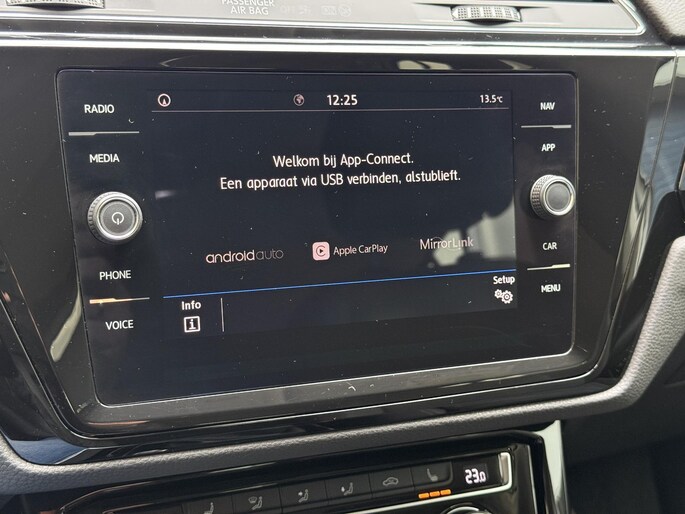 PASSENGER
AIR BAG
RADIO
MEDIA
PHONE
VOICE
12:25
13.5°C
Welkom bij App-Connect.
Een apparaat via USB verbinden, alstublieft.
androidauto
Apple CarPlay
MirrorLink
Info
i
Setup
NAV
APP
CAR
MENU
23.0